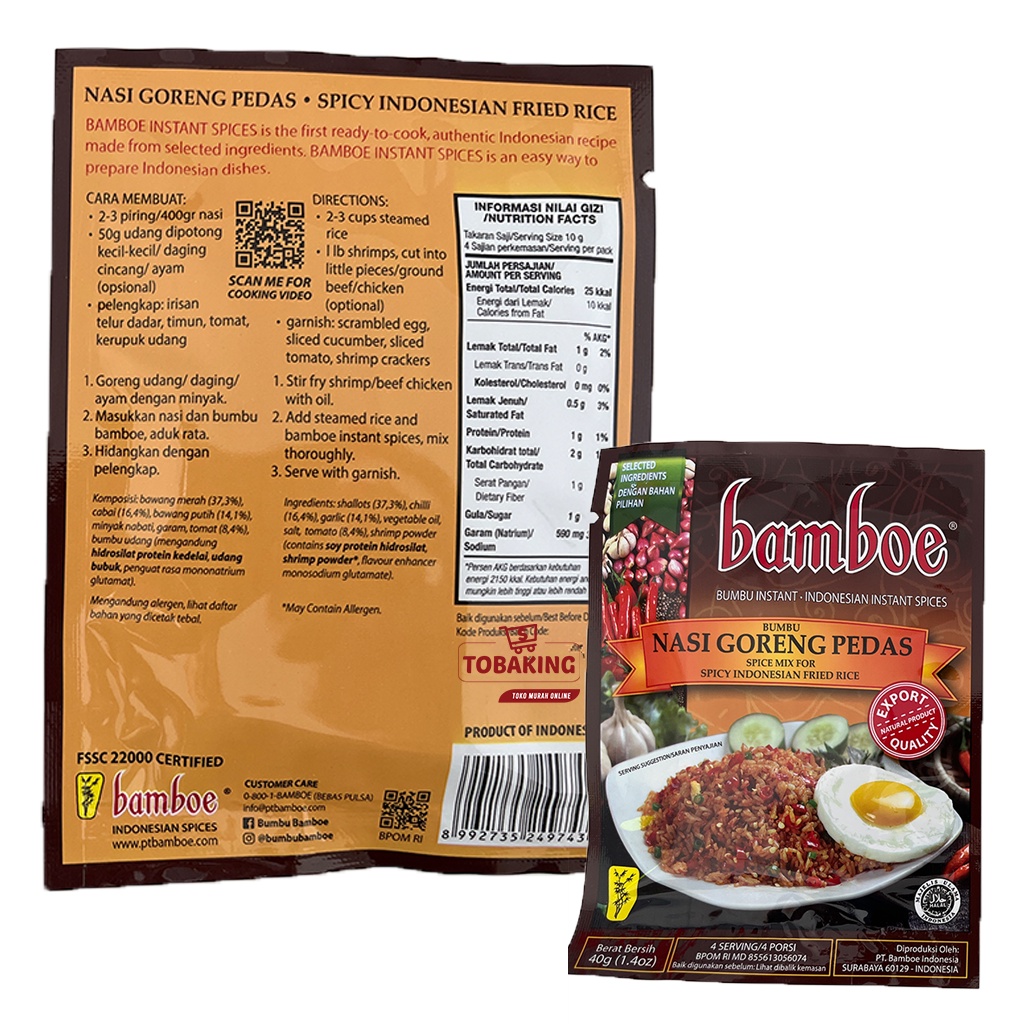 NASI GORENG PEDAS • SPICY INDONESIAN FRIED RICE
BAMBOE INSTANT SPICES is the first ready-to-cook, authentic Indonesian recipe
made from selected ingredients. BAMBOE INSTANT SPICES is an easy way to
prepare Indonesian dishes.
CARA MEMBUAT:
• 2-3 piring/400gr nasi
• 50g udang dipotong
kecil-kecil/ daging
cincang/ ayam
(opsional)
• pelengkap: irisan
telur dadar, timun, tomat,
kerupuk udang
1. Goreng udang/ daging/
ayam dengan minyak.
2. Masukkan nasi dan bumbu
bamboe, aduk rata.
3. Hidangkan dengan
pelengkap.
SCAN ME FOR
COOKING VIDEO
DIRECTIONS:
• 2-3 cups steamed
rice
• 1 lb shrimps, cut into
little pieces/ground
beef/chicken
(optional)
• garnish: scrambled egg,
sliced cucumber, sliced
tomato, shrimp crackers
1. Stir fry shrimp/beef chicken
with oil.
2. Add steamed rice and
bamboe instant spices, mix
thoroughly.
3. Serve with garnish.
Komposisi: bawang merah (37,3%),
cabai (16,4%), bawang putih (14,1%),
minyak nabati, garam, tomat (8,4%),
bumbu udang (mengandung
hidrosilat protein kedelai, udang
bubuk, penguat rasa mononatrium
glutamat).
Mengandung alergen, lihat daftar
bahan yang dicetak tebal.
Ingredients: shallots (37,3%), chilli
(16,4%), garlic (14,1%), vegetable oil,
salt, tomato (8,4%), shrimp powder
(contains soy protein hidrosilat,
shrimp powder*, flavour enhancer
monosodium glutamate).
*May Contain Allergen.
INFORMASI NILAI GIZI
/NUTRITION FACTS
Takaran Saji/Serving Size 10 g
4 Sajian perkemasan/Serving per pack
JUMLAH PERSAJIAN/
AMOUNT PER SERVING
Energi Total/Total Calories 25 kkal
Energi dari Lemak/ 10 kkal
Calories from Fat
% AKG*
Lemak Total/Total Fat 1 g 2%
Lemak Trans/Trans Fat 0 g
Kolesterol/Cholesterol 0 mg 0%
Lemak Jenuh/ 0.5 g 3%
Saturated Fat
Protein/Protein 1 g 1%
Karbohidrat total/ 2 g
Total Carbohydrate
Serat Pangan/ 1 g
Dietary Fiber
Gula/Sugar 1 g
Garam (Natrium)/ 590 mg
Sodium
*Persen AKG berdasarkan kebutuhan
energi 2150 kkal. Kebutuhan energi
mungkin lebih tinggi atau lebih rendah
Baik digunakan sebelum/Best Before
Kode Produksi/
TOBAKING
TOKO MURAH ONLINE
PRODUCT OF
FSSC 22000 CERTIFIED
bamboe®
INDONESIAN SPICES
www.ptbamboe.com
CUSTOMER CARE
0-800-1-BAMBOE (BEBAS PULSA)
info@ptbamboe.com
Bumbu Bamboe
@bumbubamboe
BPOM RI
8 992735 249743
SELECTED
INGREDIENTS
DENGAN BAHAN
PILIHAN
bamboe®
BUMBU INSTANT • INDONESIAN INSTANT SPICES
BUMBU
NASI GORENG PEDAS
SPICE MIX FOR
SPICY INDONESIAN FRIED RICE
EXPORT
NATURAL PRODUCT
QUALITY
SERVING SUGGESTION/SARAN PENYAJIAN
MAJELIS ULAMA
INDONESIA
HALAL
Berat Bersih
40g (1.4oz)
4 SERVING/4 PORSI
BPOM RI MD 855613056074
Baik digunakan sebelum: Lihat dibalik kemasan
Diproduksi Oleh:
PT. Bamboe Indonesia
SURABAYA 60129 - INDONESIA